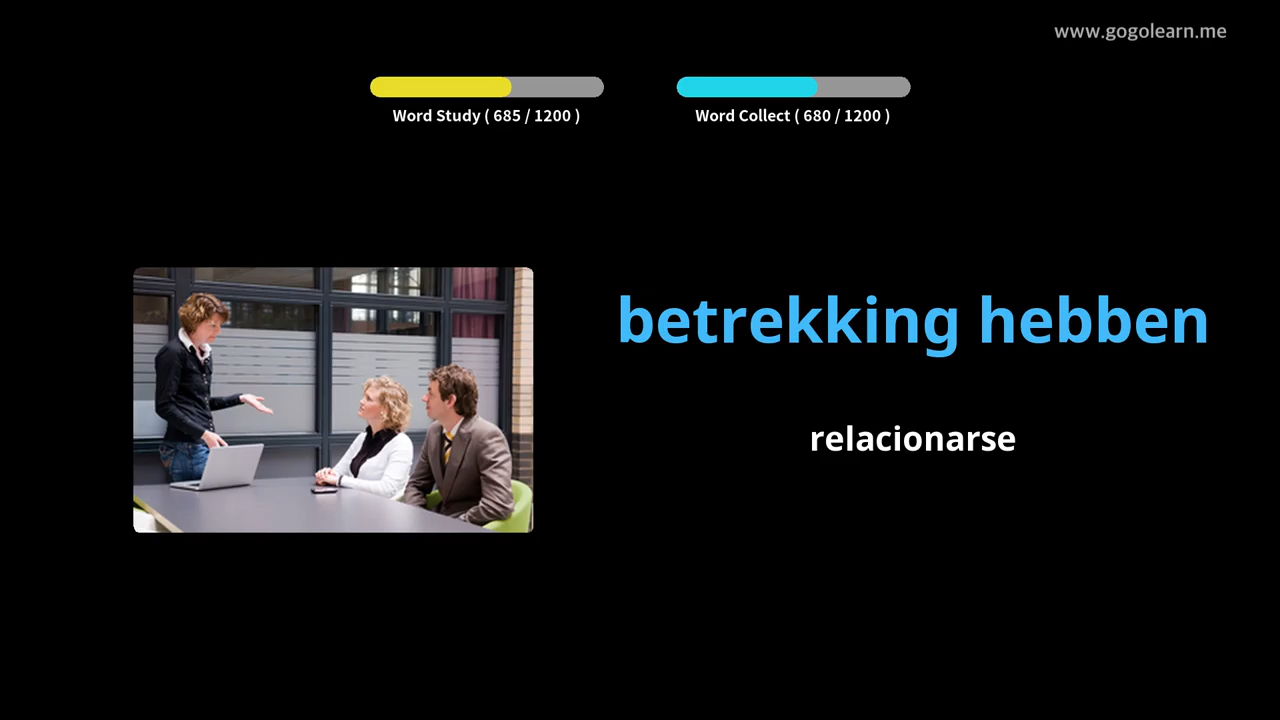 www.gogolearn.me
Word Study ( 685 / 1200 )
Word Collect ( 680 / 1200 )
betrekking hebben
relacionarse